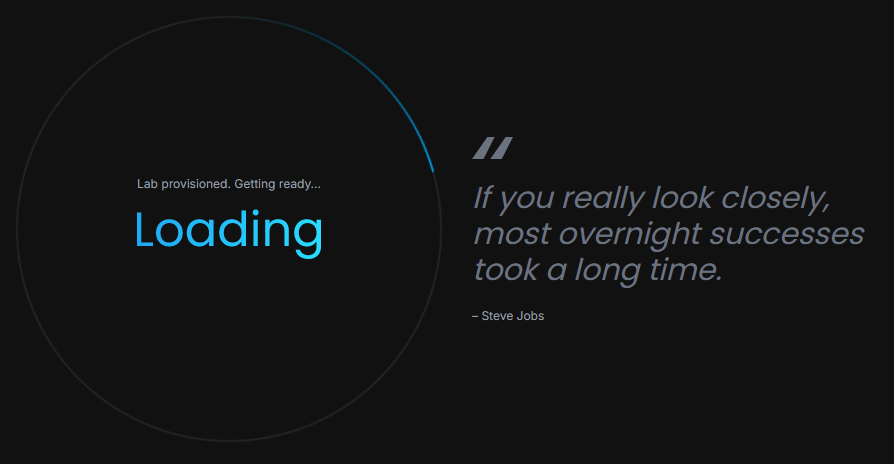 Lab provisioned. Getting ready...
Loading
"
If you really look closely,
most overnight successes
took a long time.
– Steve Jobs